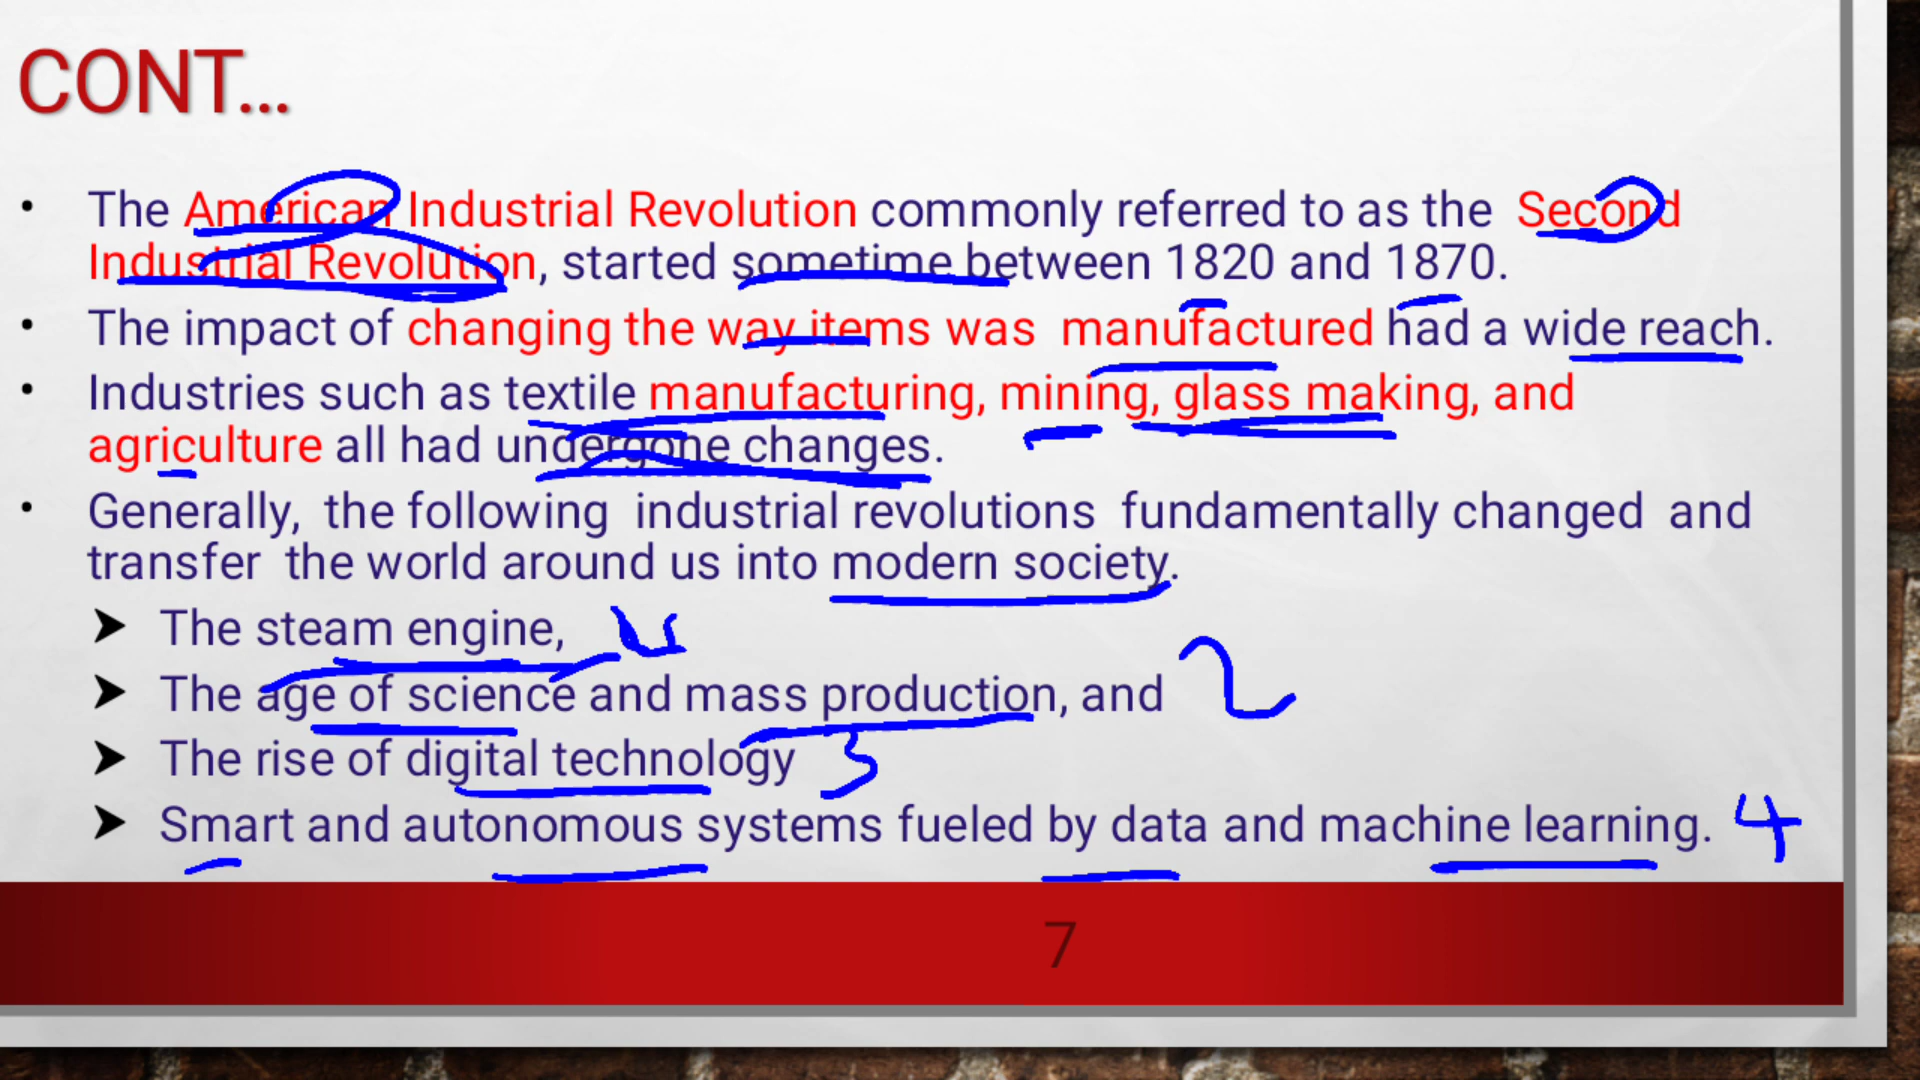 CONT...
• The American Industrial Revolution commonly referred to as the Second
Industrial Revolution, started sometime between 1820 and 1870.
• The impact of changing the way items was manufactured had a wide reach.
• Industries such as textile manufacturing, mining, glass making, and
agriculture all had undergone changes.
• Generally, the following industrial revolutions fundamentally changed and
transfer the world around us into modern society.
➤ The steam engine,
➤ The age of science and mass production, and 2
➤ The rise of digital technology 3
➤ Smart and autonomous systems fueled by data and machine learning. 4
7